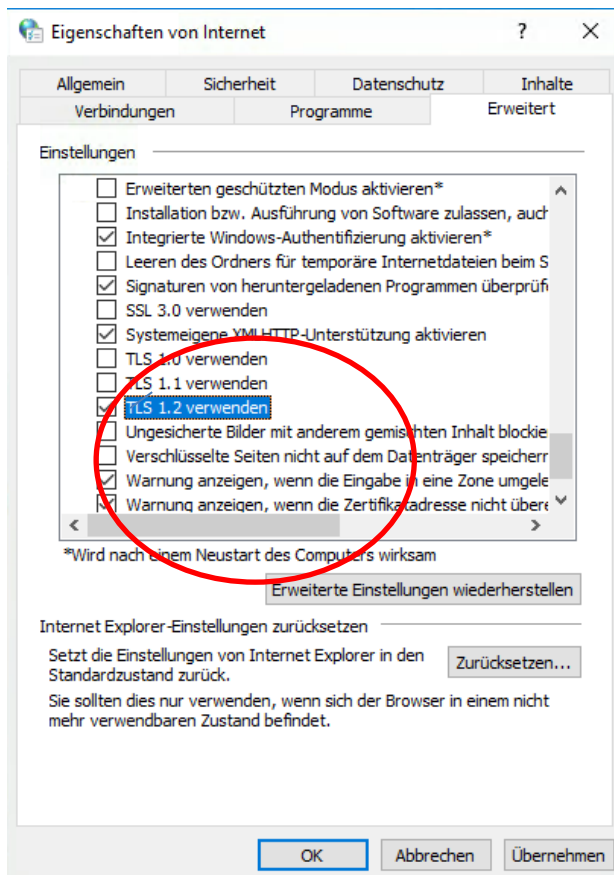 Eigenschaften von Internet
Allgemein Sicherheit Datenschutz Inhalte
Verbindungen Programme Erweitert
Einstellungen
Erweiterten geschützten Modus aktivieren*
Installation bzw. Ausführung von Software zulassen, auch
Integrierte Windows-Authentifizierung aktivieren*
Leeren des Ordners für temporäre Internetdateien beim S
Signaturen von heruntergeladenen Programmen überprüf
SSL 3.0 verwenden
Systemeigene XMLHTTP-Unterstützung aktivieren
TLS 1.0 verwenden
TLS 1.1 verwenden
TLS 1.2 verwenden
Ungesicherte Bilder mit anderem gemischten Inhalt blockie
Verschlüsselte Seiten nicht auf dem Datenträger speichern
Warnung anzeigen, wenn die Eingabe in eine Zone umgele
Warnung anzeigen, wenn die Zertifikatadresse nicht übere
*Wird nach einem Neustart des Computers wirksam
Erweiterte Einstellungen wiederherstellen
Internet Explorer-Einstellungen zurücksetzen
Setzt die Einstellungen von Internet Explorer in den
Standardzustand zurück.
Zurücksetzen...
Sie sollten dies nur verwenden, wenn sich der Browser in einem nicht
mehr verwendbaren Zustand befindet.
OK Abbrechen Übernehmen